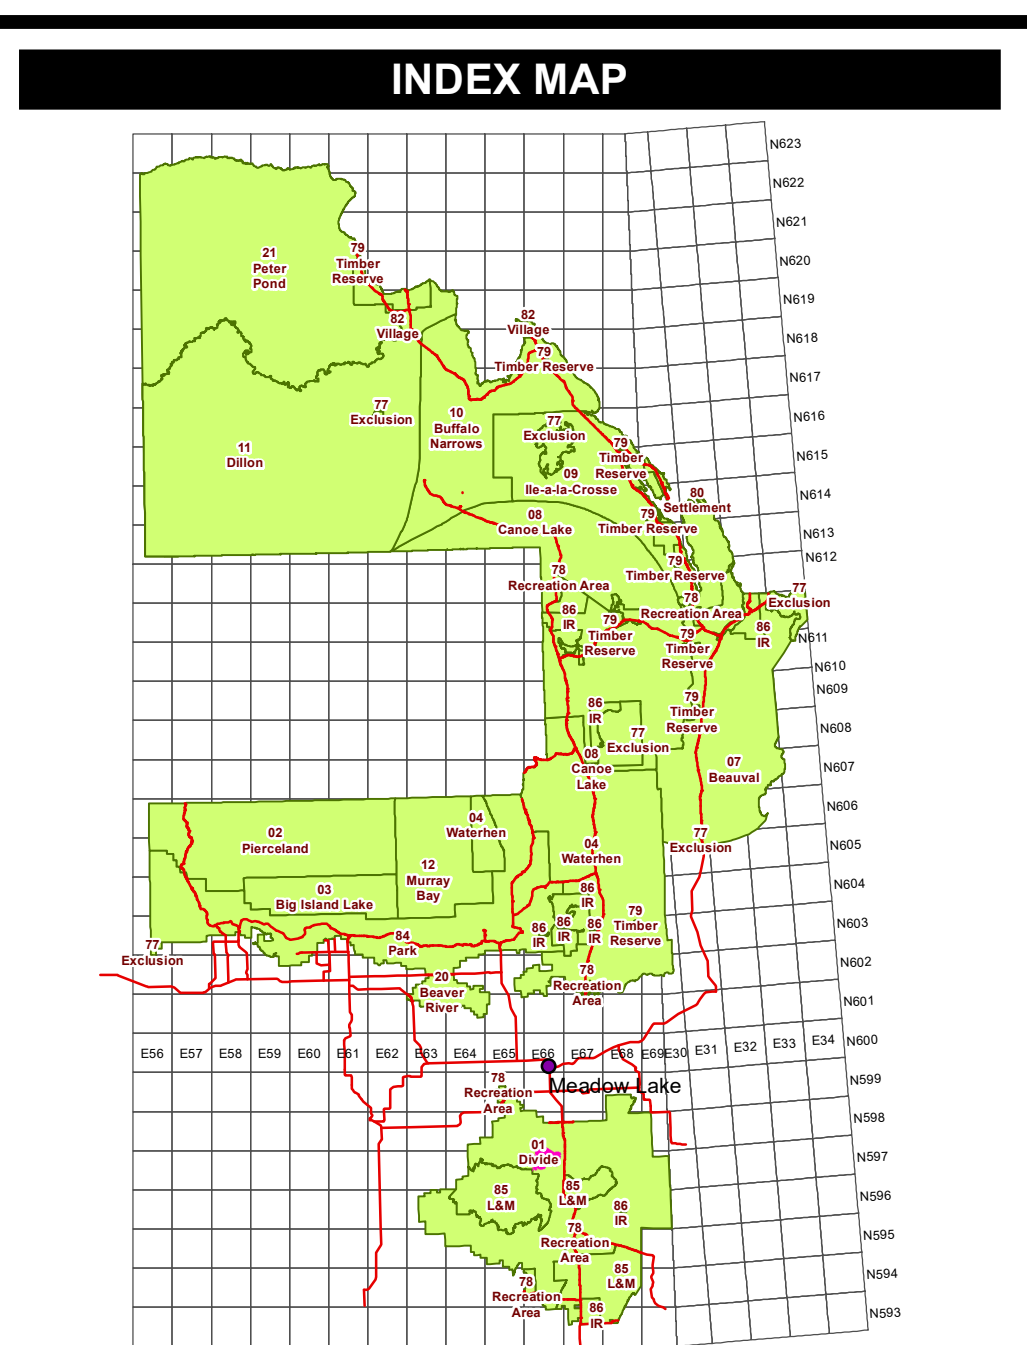 INDEX MAP
N623
N622
N621
N620
N619
N618
N617
N616
N615
N614
N613
N612
N611
N610
N609
N608
N607
N606
N605
N604
N603
N602
N601
N600
N599
N598
N597
N596
N595
N594
N593
21
Peter
Pond
79
Timber
Reserve
82
Village
82
Village
79
Timber Reserve
77
Exclusion
10
Buffalo
Narrows
77
Exclusion
79
Timber
Reserve
11
Dillon
09
Ile-a-la-Crosse
80
Settlement
08
Canoe Lake
79
Timber Reserve
79
Timber Reserve
78
Recreation Area
78
Recreation Area
77
Exclusion
86
IR
79
Timber
Reserve
79
Timber
Reserve
86
IR
86
IR
79
Timber
Reserve
77
Exclusion
08
Canoe
Lake
07
Beauval
02
Pierceland
04
Waterhen
04
Waterhen
77
Exclusion
12
Murray
Bay
03
Big Island Lake
86
IR
86
IR
86
IR
86
IR
79
Timber
Reserve
84
Park
77
Exclusion
20
Beaver
River
78
Recreation
Area
E56 E57 E58 E59 E60 E61 E62 E63 E64 E65 E66 E67 E68 E69 E30 E31 E32 E33 E34
Meadow Lake
78
Recreation
Area
01
Divide
85
L&M
85
L&M
86
IR
78
Recreation
Area
85
L&M
78
Recreation
Area
86
IR